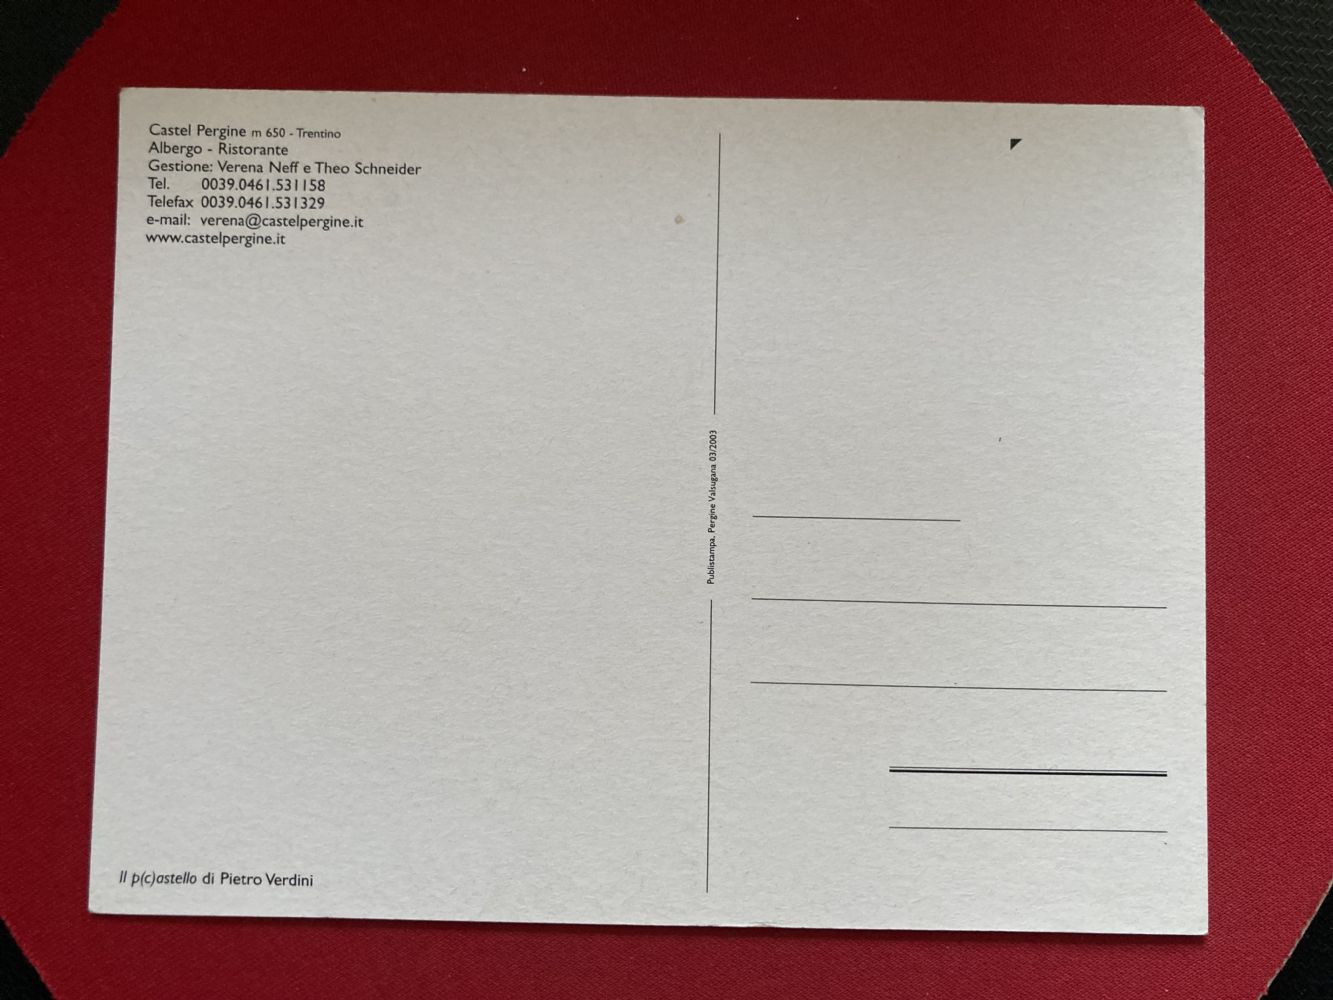 Castel Pergine m 650 - Trentino
Albergo - Ristorante
Gestione: Verena Neff e Theo Schneider
Tel. 0039.0461.531158
Telefax 0039.0461.531329
e-mail: verena@castelpergine.it
www.castelpergine.it
Publistampa, Pergine Valsugana 03/2003
Il p(c)astello di Pietro Verdini